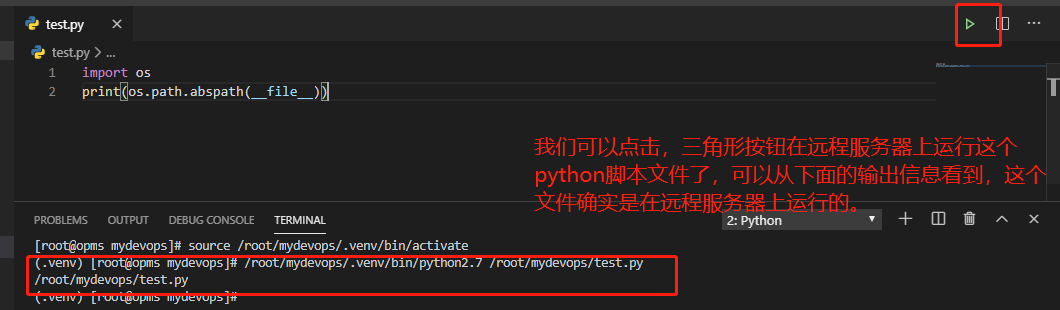 test.py
test.py > ...
1 import os
2 print(os.path.abspath(__file__))
我们可以点击，三角形按钮在远程服务器上运行这个
python脚本文件了，可以从下面的输出信息看到，这个
文件确实是在远程服务器上运行的。
PROBLEMS OUTPUT DEBUG CONSOLE TERMINAL 2: Python
[root@opms mydevops]# source /root/mydevops/.venv/bin/activate
(.venv) [root@opms mydevops]# /root/mydevops/.venv/bin/python2.7 /root/mydevops/test.py
/root/mydevops/test.py
(.venv) [root@opms mydevops]#